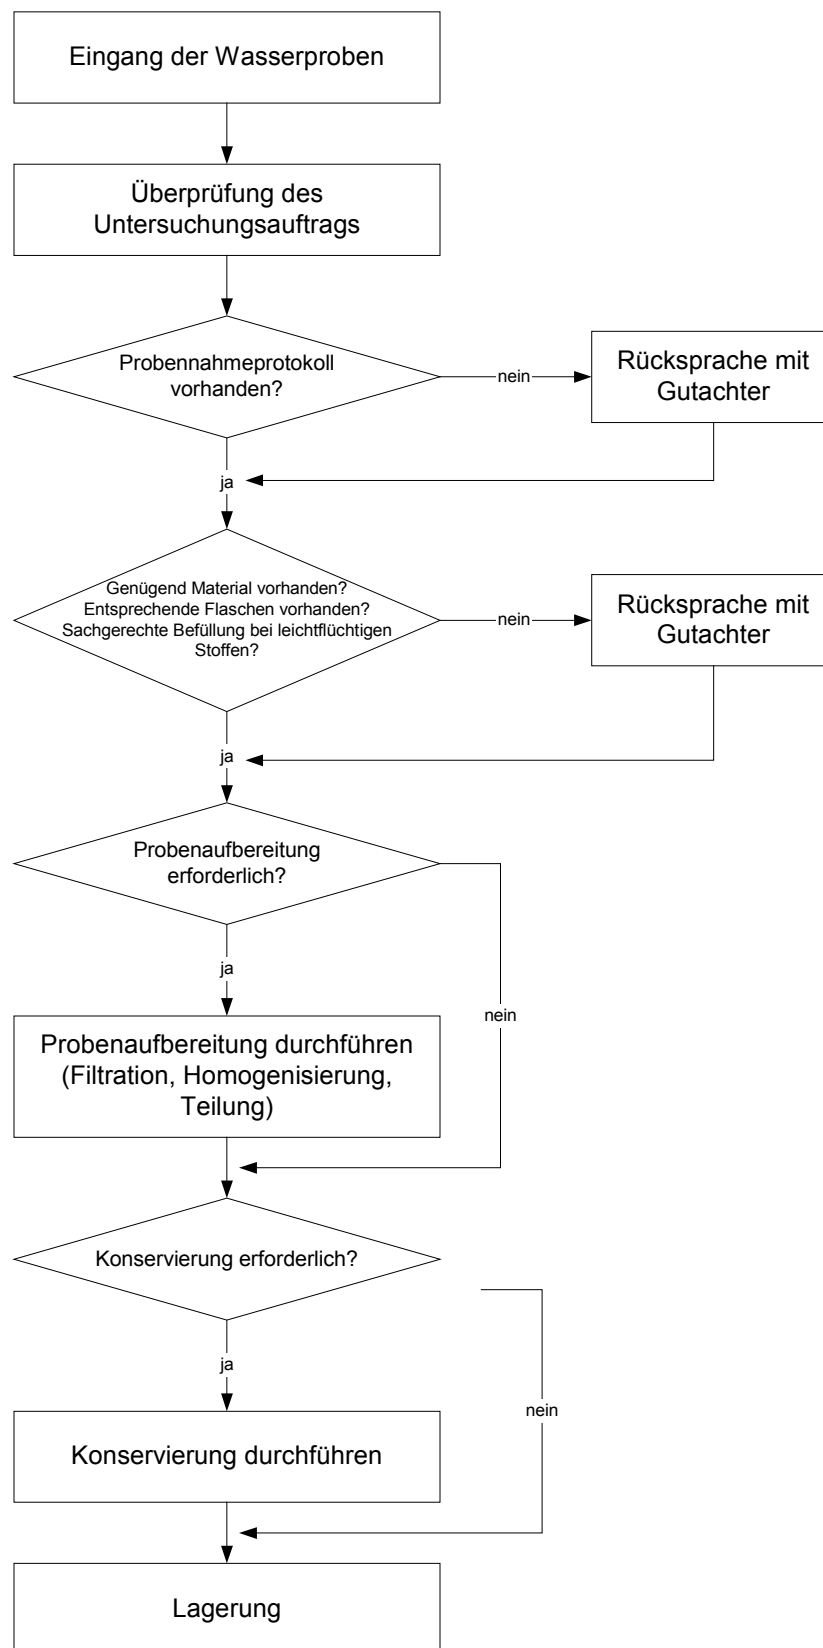 Eingang der Wasserproben
Überprüfung des
Untersuchungsauftrags
Probennahmeprotokoll
vorhanden?
nein
Rücksprache mit
Gutachter
ja
Genügend Material vorhanden?
Entsprechende Flaschen vorhanden?
Sachgerechte Befüllung bei leichtflüchtigen
Stoffen?
nein
Rücksprache mit
Gutachter
ja
Probenaufbereitung
erforderlich?
ja
nein
Probenaufbereitung durchführen
(Filtration, Homogenisierung,
Teilung)
Konservierung erforderlich?
ja
nein
Konservierung durchführen
Lagerung